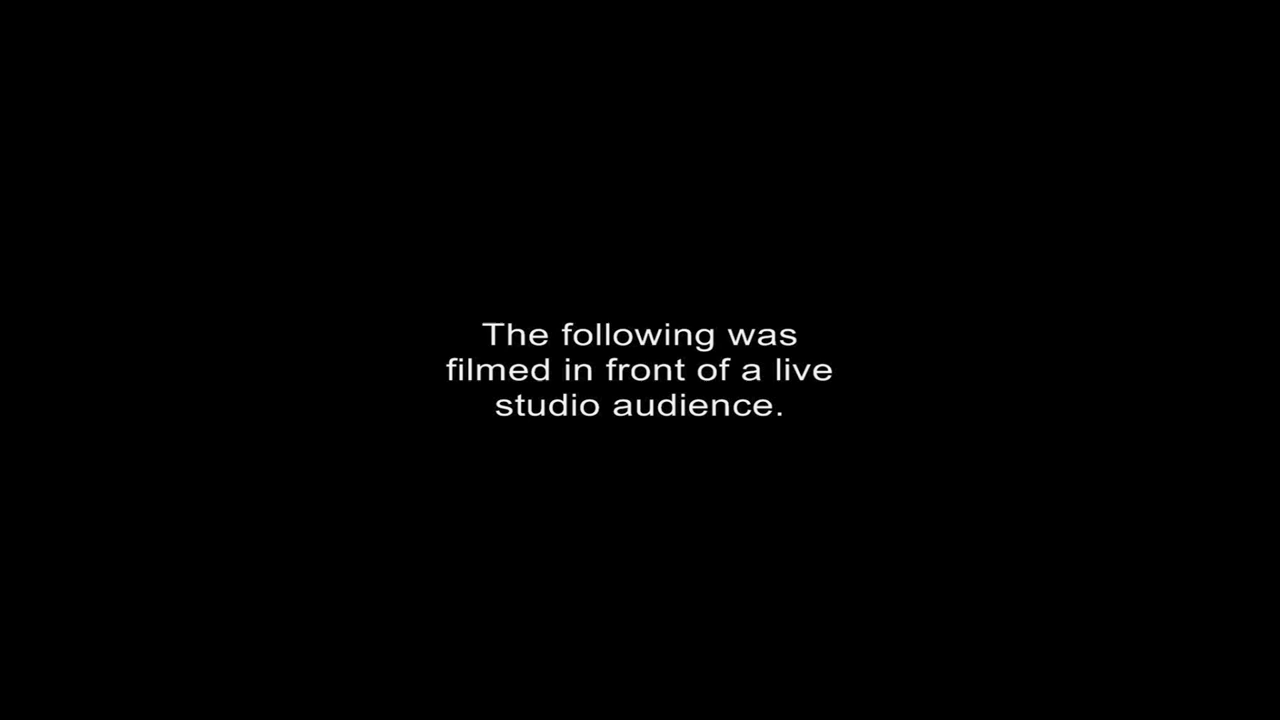 The following was
filmed in front of a live
studio audience.